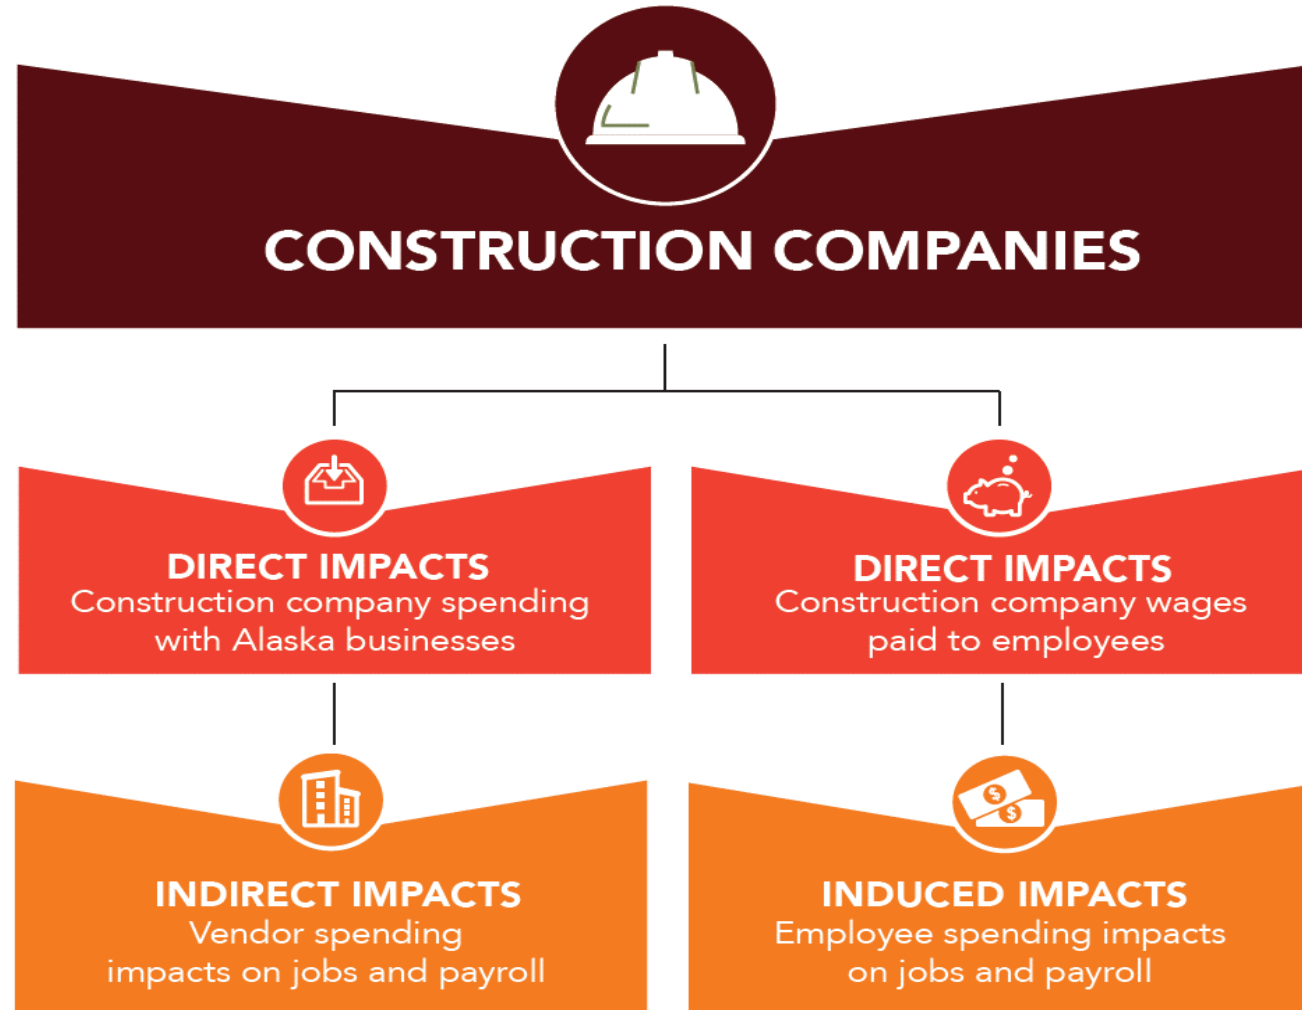 CONSTRUCTION COMPANIES
DIRECT IMPACTS
Construction company spending
with Alaska businesses
DIRECT IMPACTS
Construction company wages
paid to employees
INDIRECT IMPACTS
Vendor spending
impacts on jobs and payroll
$
$
INDUCED IMPACTS
Employee spending impacts
on jobs and payroll